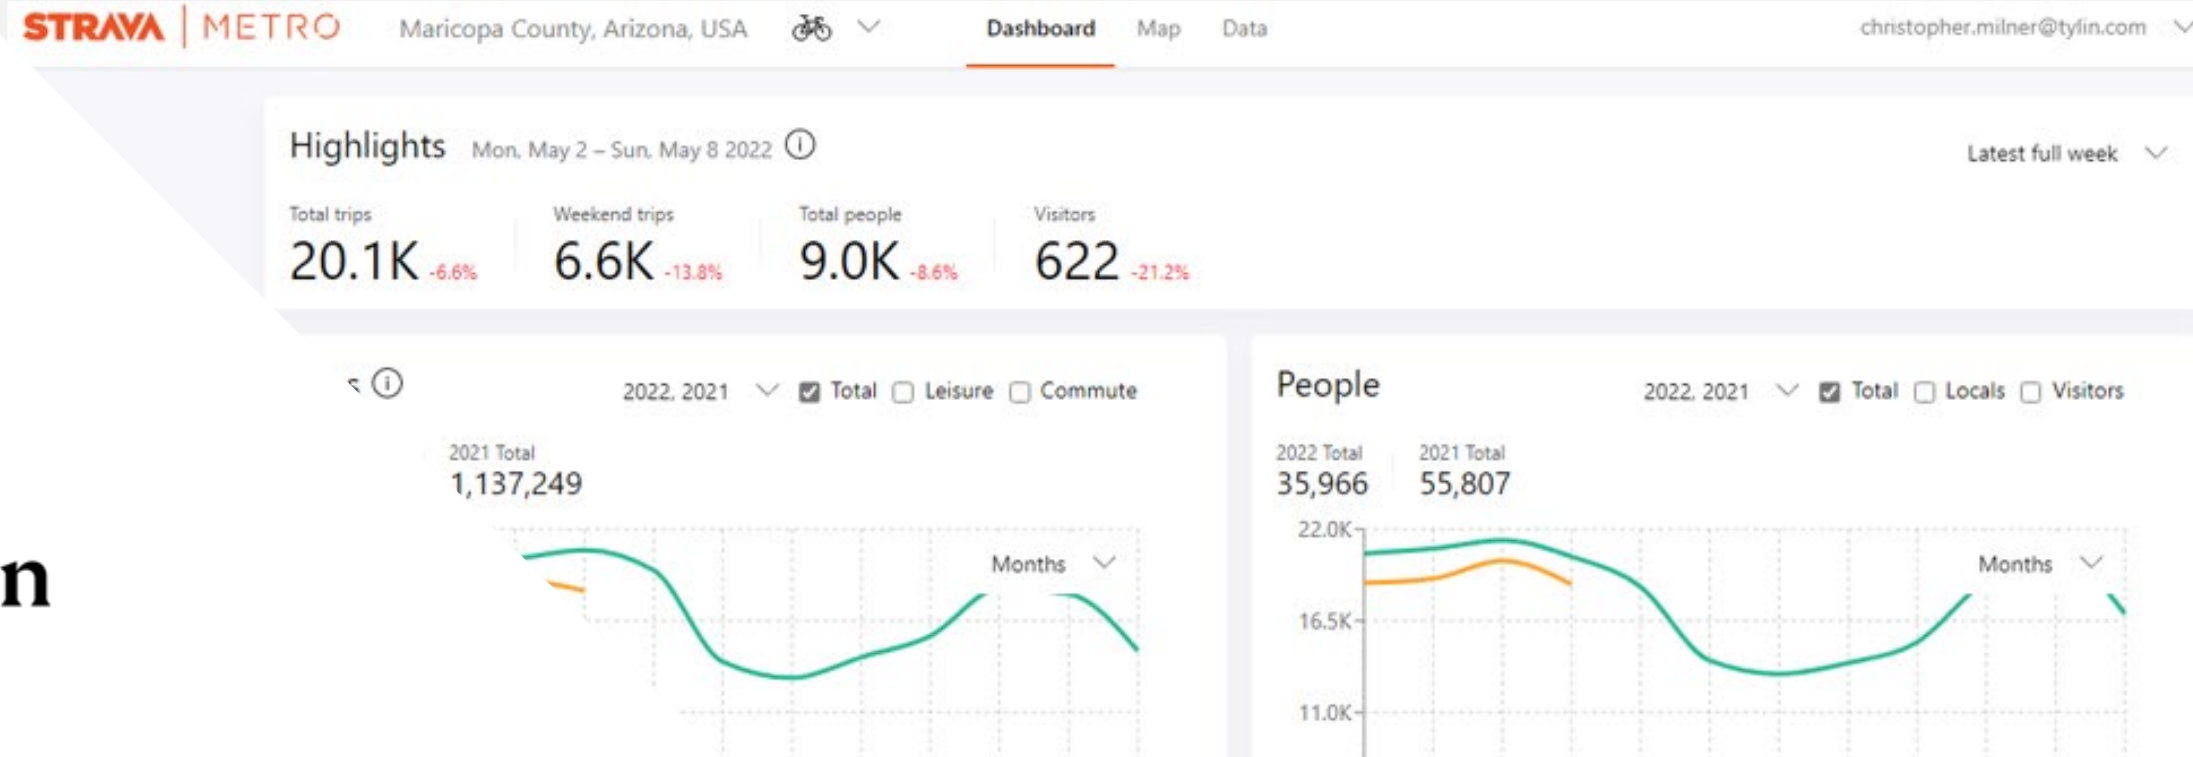 STRAVA | METRO Maricopa County, Arizona, USA Dashboard Map Data christopher.milner@tylin.com
Highlights Mon, May 2 – Sun, May 8 2022 Latest full week
Total trips Weekend trips Total people Visitors
20.1K -6.6% 6.6K -13.8% 9.0K -8.6% 622 -21.2%
2022, 2021 Total Leisure Commute
2021 Total
1,137,249
Months
People 2022, 2021 Total Locals Visitors
2022 Total 2021 Total
35,966 55,807
22.0K
Months
16.5K
11.0K
n